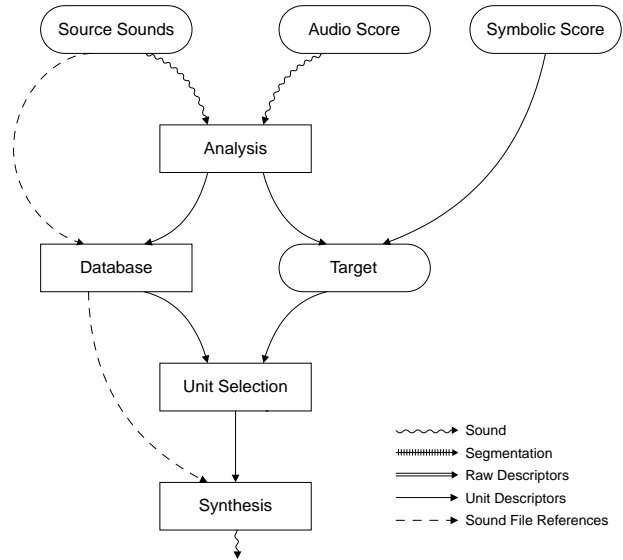 Source Sounds
Audio Score
Symbolic Score
Analysis
Database
Target
Unit Selection
Synthesis
Sound
Segmentation
Raw Descriptors
Unit Descriptors
Sound File References